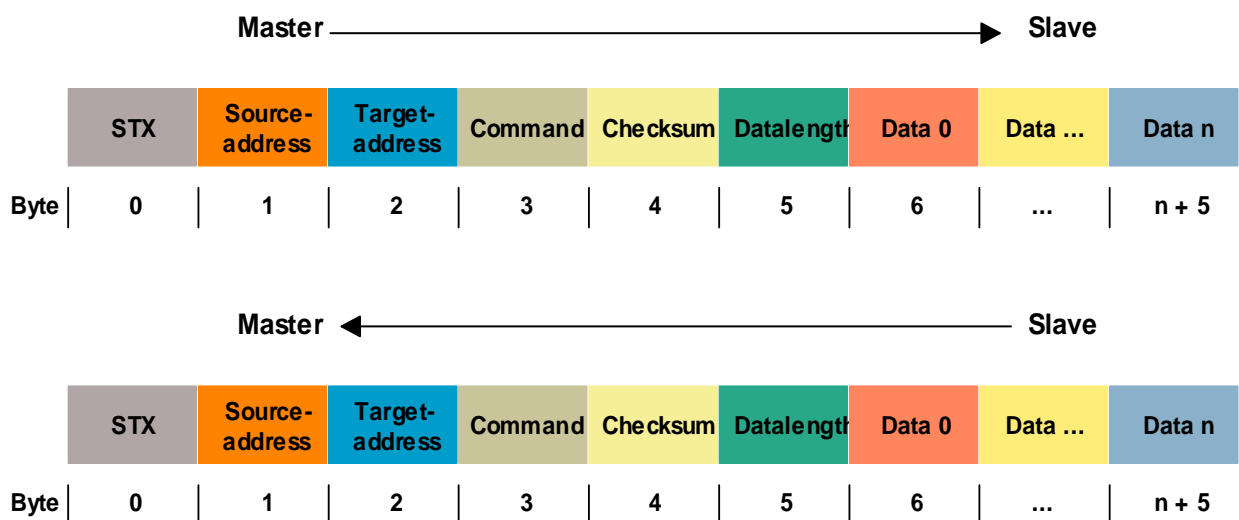 Master Slave
STX Source- Target- Command Checksum Datalength Data 0 Data ... Data n
address address
Byte 0 1 2 3 4 5 6 ... n + 5
Master Slave
STX Source- Target- Command Checksum Datalength Data 0 Data ... Data n
address address
Byte 0 1 2 3 4 5 6 ... n + 5